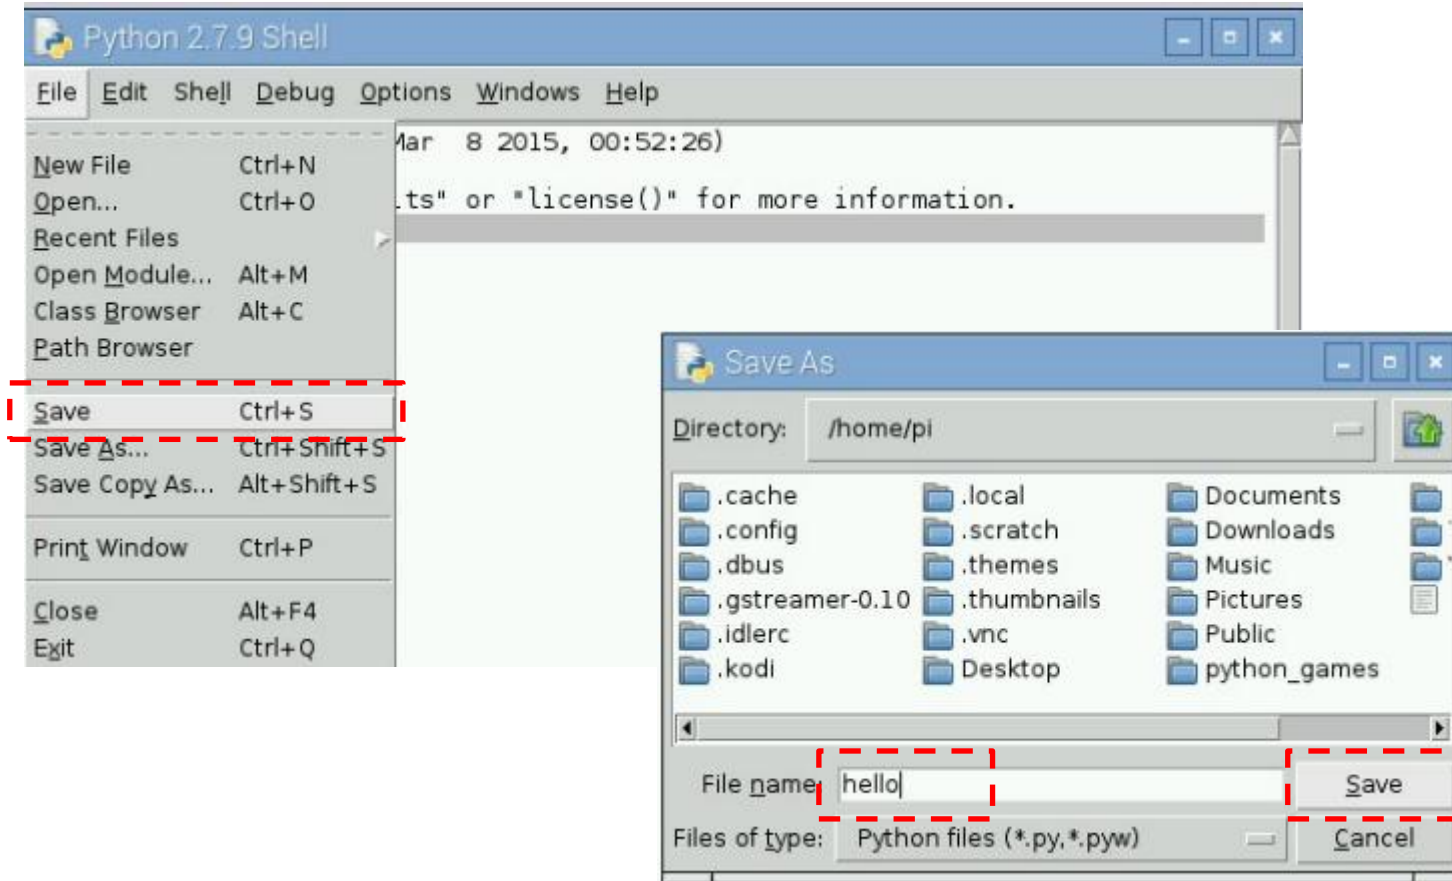 Python 2.7.9 Shell
File Edit Shell Debug Options Windows Help
Mar 8 2015, 00:52:26)
New File Ctrl+N
Open... Ctrl+O
.ts" or "license()" for more information.
Recent Files
Open Module... Alt+M
Class Browser Alt+C
Path Browser
Save Ctrl+S
Save As... Ctrl+Shift+S
Save Copy As... Alt+Shift+S
Print Window Ctrl+P
Close Alt+F4
Exit Ctrl+Q
Save As
Directory: /home/pi
.cache .local Documents
.config .scratch Downloads
.dbus .themes Music
.gstreamer-0.10 .thumbnails Pictures
.idlerc .vnc Public
.kodi Desktop python_games
File name: hello Save
Files of type: Python files (*.py,*.pyw) Cancel